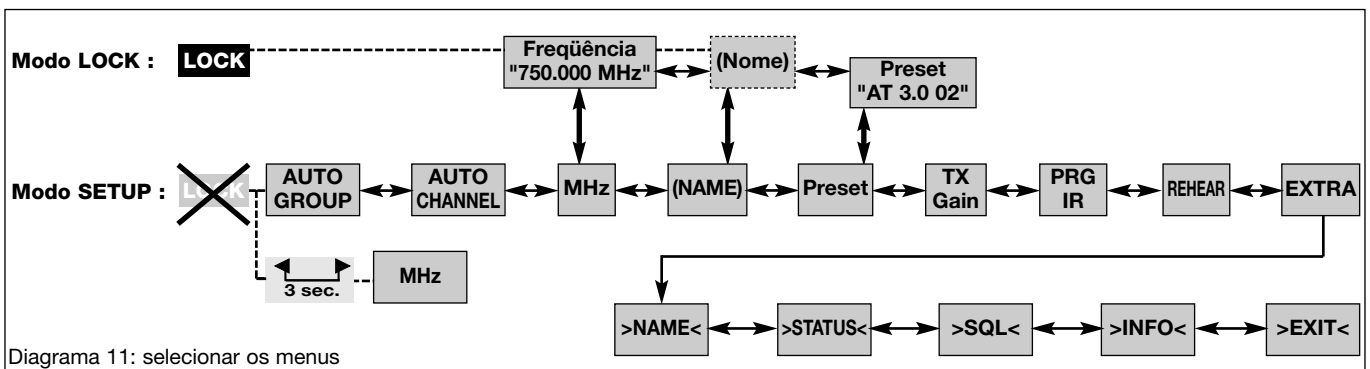 Modo LOCK : LOCK
Freqüência
"750.000 MHz"
(Nome)
Preset
"AT 3.0 02"
Modo SETUP : LOCK
AUTO
GROUP
AUTO
CHANNEL
MHz
(NAME)
Preset
TX
Gain
PRG
IR
REHEAR
EXTRA
3 sec.
MHz
>NAME<
>STATUS<
>SQL<
>INFO<
>EXIT<
Diagrama 11: selecionar os menus